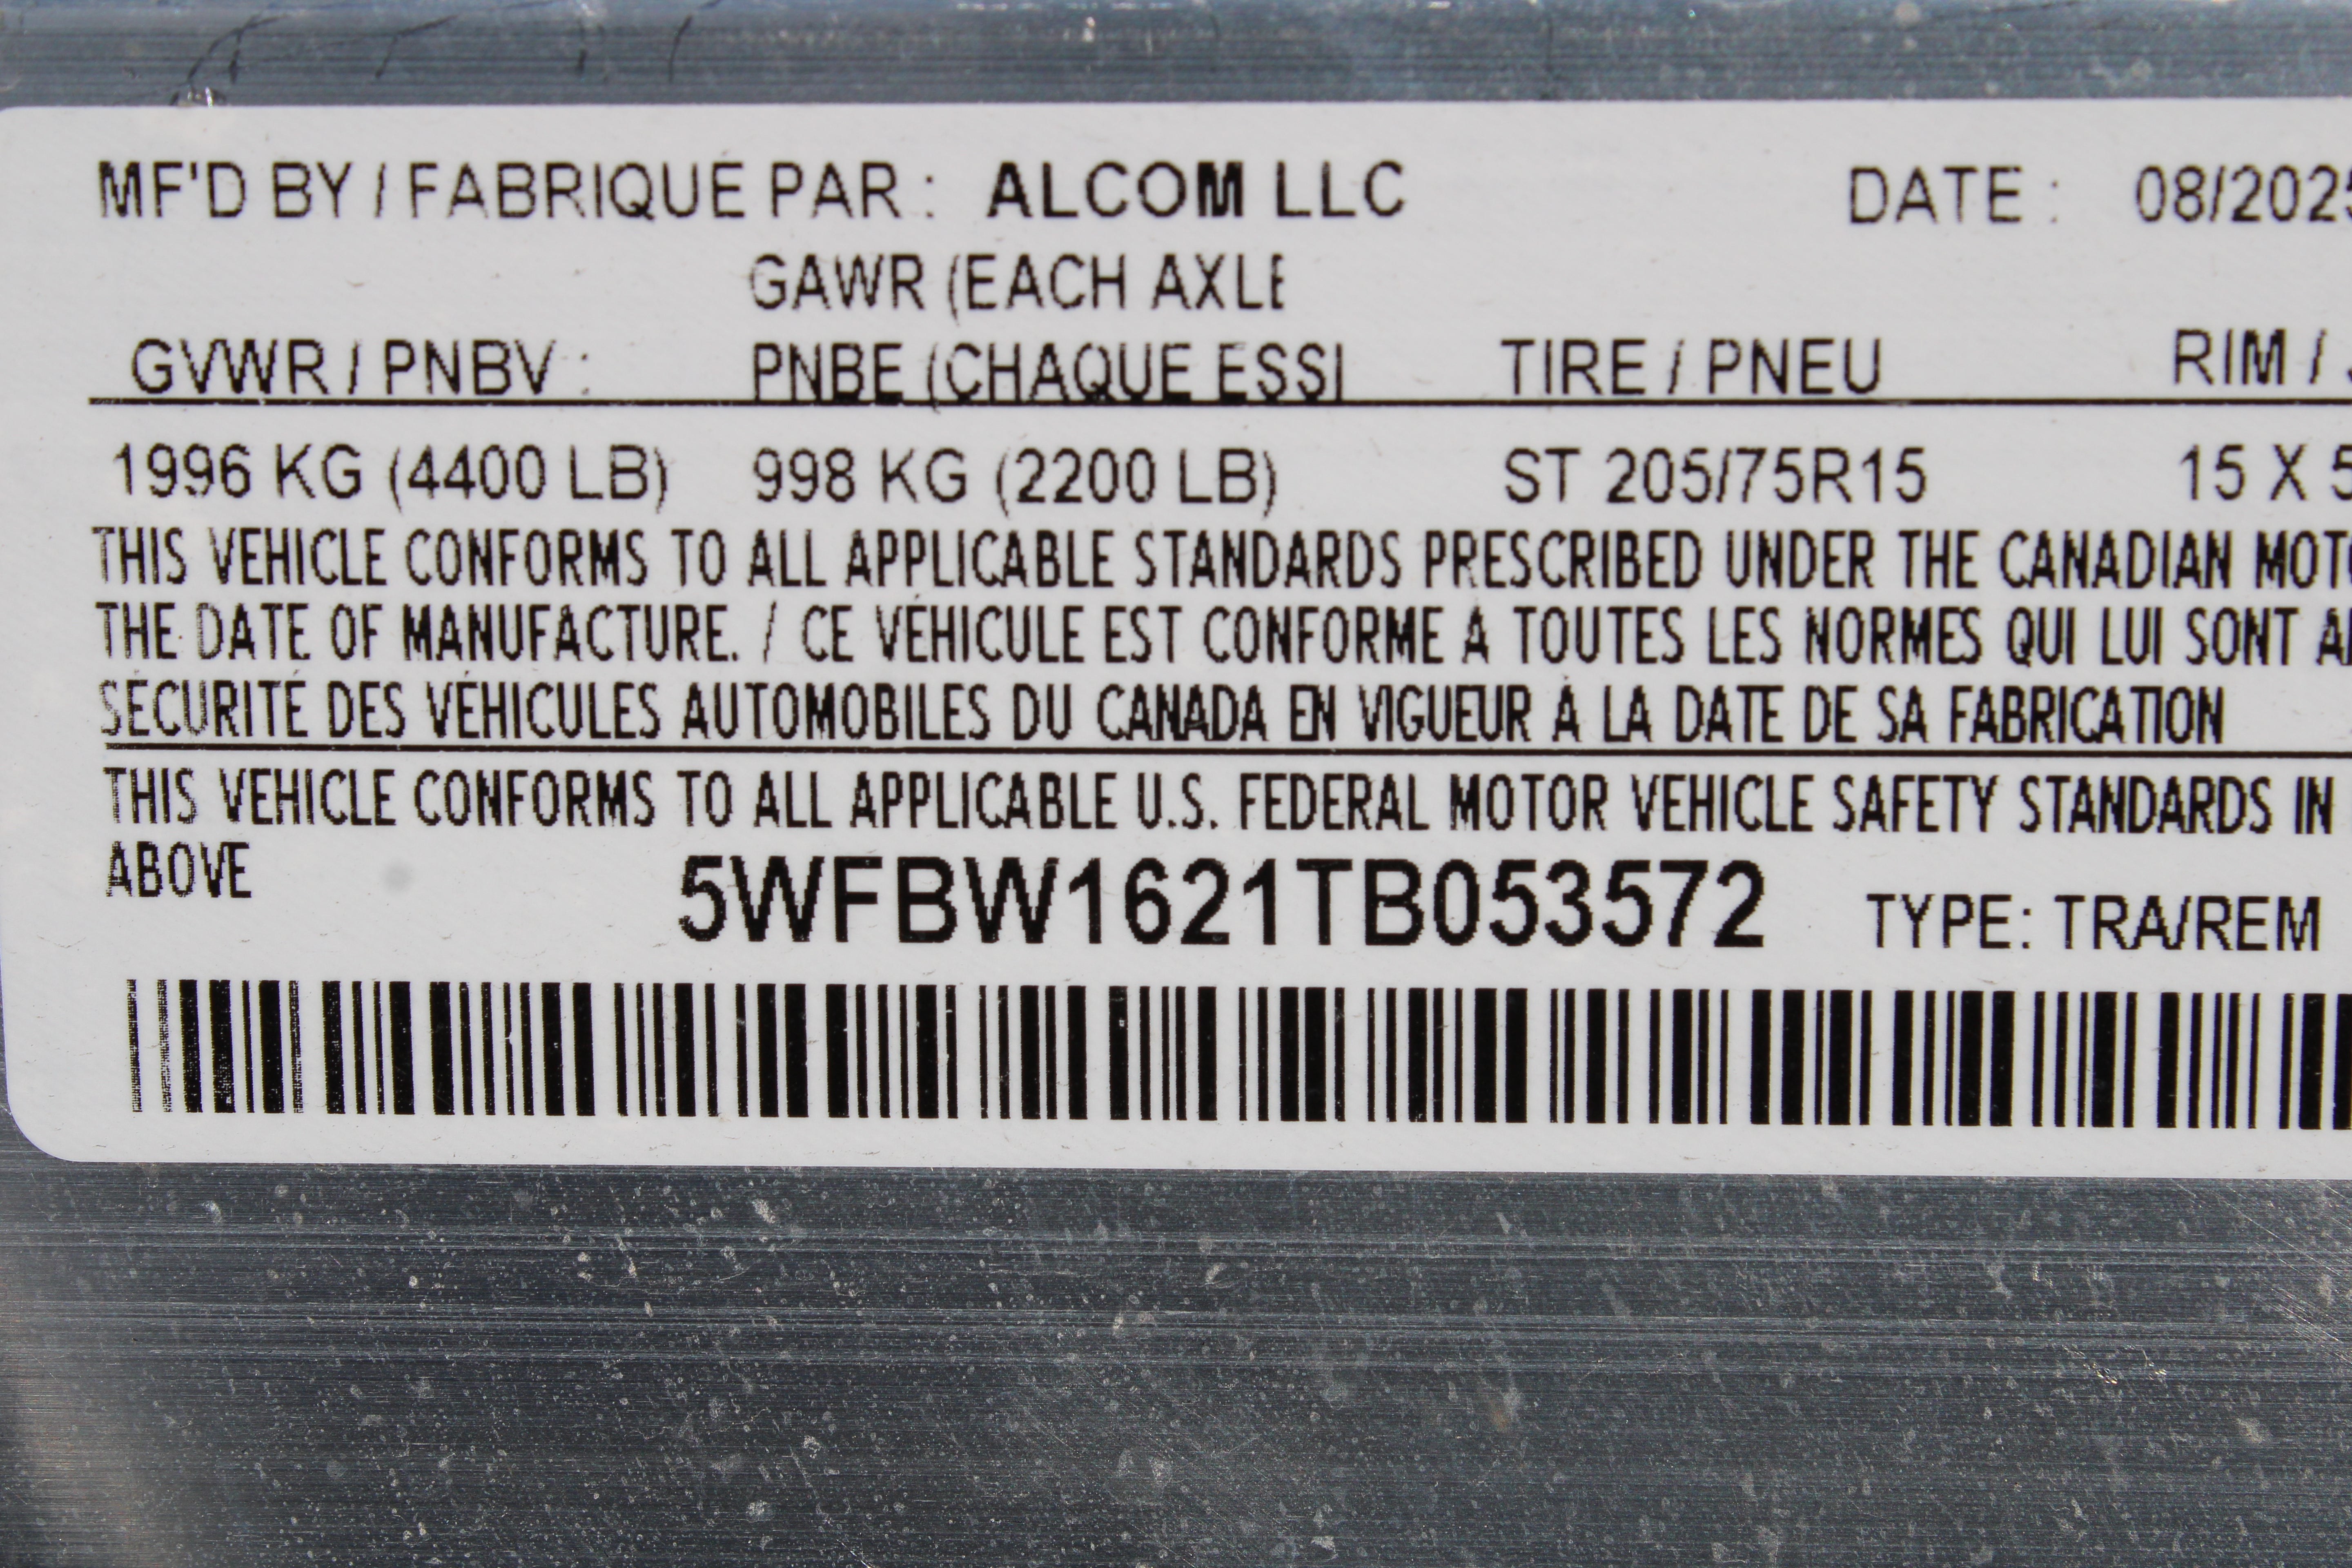 MF'D BY / FABRIQUE PAR : ALCOM LLC DATE : 08/2025
GAWR (EACH AXLE
GVWR / PNBV : PNBE (CHAQUE ESSI TIRE / PNEU RIM /
1996 KG (4400 LB) 998 KG (2200 LB) ST 205/75R15 15 X 5
THIS VEHICLE CONFORMS TO ALL APPLICABLE STANDARDS PRESCRIBED UNDER THE CANADIAN MOTO
THE DATE OF MANUFACTURE. / CE VÉHICULE EST CONFORME À TOUTES LES NORMES QUI LUI SONT
SÉCURITÉ DES VÉHICULES AUTOMOBILES DU CANADA EN VIGUEUR À LA DATE DE SA FABRICATION
THIS VEHICLE CONFORMS TO ALL APPLICABLE U.S. FEDERAL MOTOR VEHICLE SAFETY STANDARDS IN
ABOVE 5WFBW1621TB053572 TYPE: TRA/REM